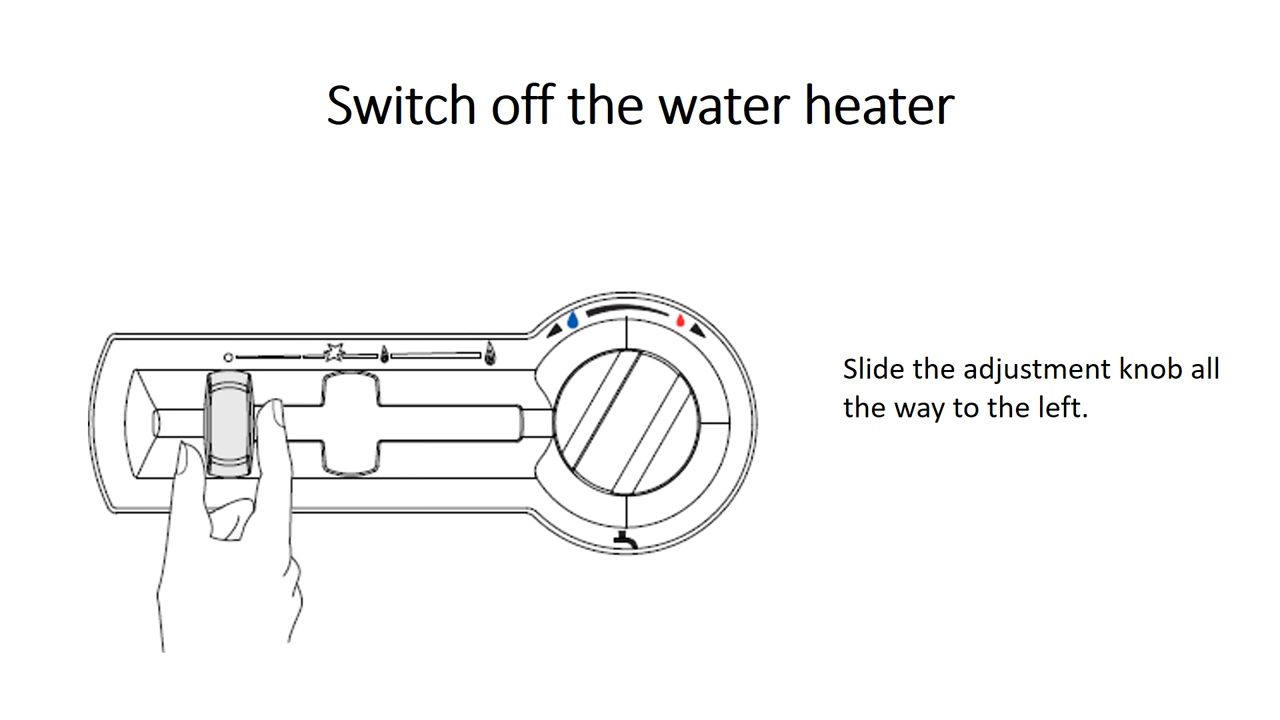 Switch off the water heater
Slide the adjustment knob all
the way to the left.